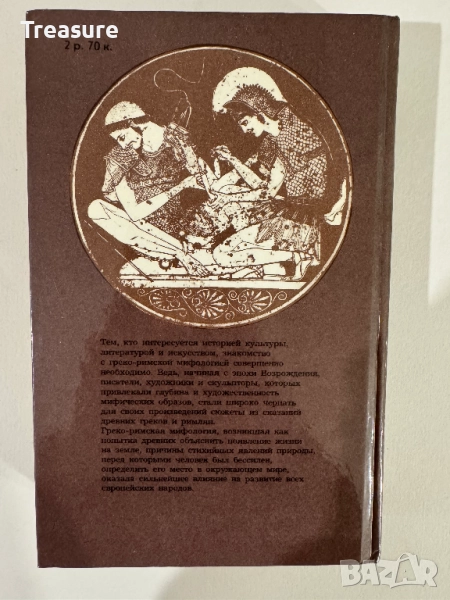 Treasure
2 р. 70 к.
Тем, кто интересуется историей культуры,
литературой и искусством, знакомство
с греко-римской мифологией совершенно
необходимо. Ведь, начиная с эпохи Возрождения,
писатели, художники и скульпторы, которых
привлекали глубина и художественность
мифических образов, стали широко черпать
для своих произведений сюжеты из сказаний
древних греков и римлян.
Греко-римская мифология, возникшая как
попытка древних объяснить появление жизни
на земле, причины стихийных явлений природы,
перед которыми человек был бессилен,
определить его место в окружающем мире,
оказала сильнейшее влияние на развитие всех
европейских народов.
BAZAR